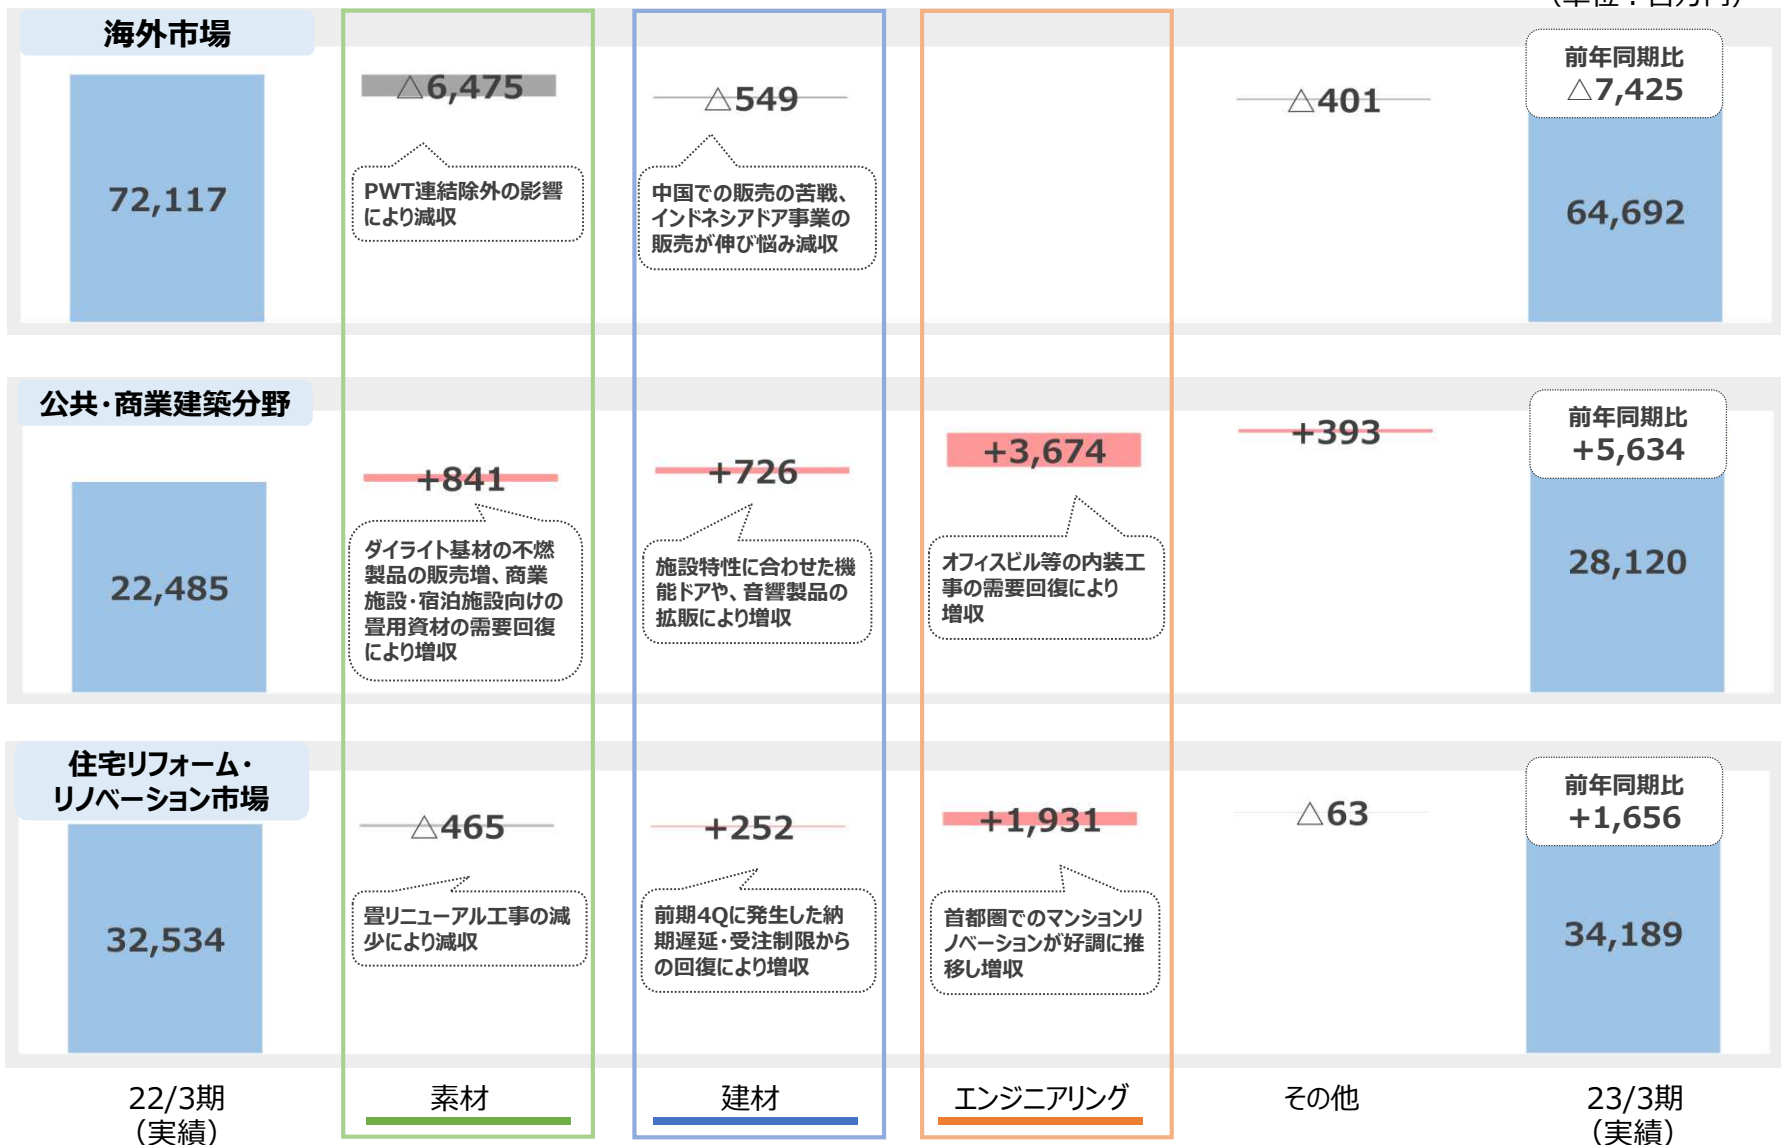 (単位：百万円)
海外市場
72,117
△6,475
PWT連結除外の影響
により減収
△549
中国での販売の苦戦、
インドネシアドア事業の
販売が伸び悩み減収
△401
前年同期比
△7,425
64,692
公共・商業建築分野
22,485
+841
ダイライト基材の不燃
製品の販売増、商業
施設・宿泊施設向けの
畳用資材の需要回復
により増収
+726
施設特性に合わせた機
能ドアや、音響製品の
拡販により増収
+3,674
オフィスビル等の内装工
事の需要回復により
増収
+393
前年同期比
+5,634
28,120
住宅リフォーム・
リノベーション市場
32,534
△465
畳リニューアル工事の減
少により減収
+252
前期4Qに発生した納
期遅延・受注制限から
の回復により増収
+1,931
首都圏でのマンションリ
ノベーションが好調に推
移し増収
△63
前年同期比
+1,656
34,189
22/3期
（実績）
素材
建材
エンジニアリング
その他
23/3期
（実績）